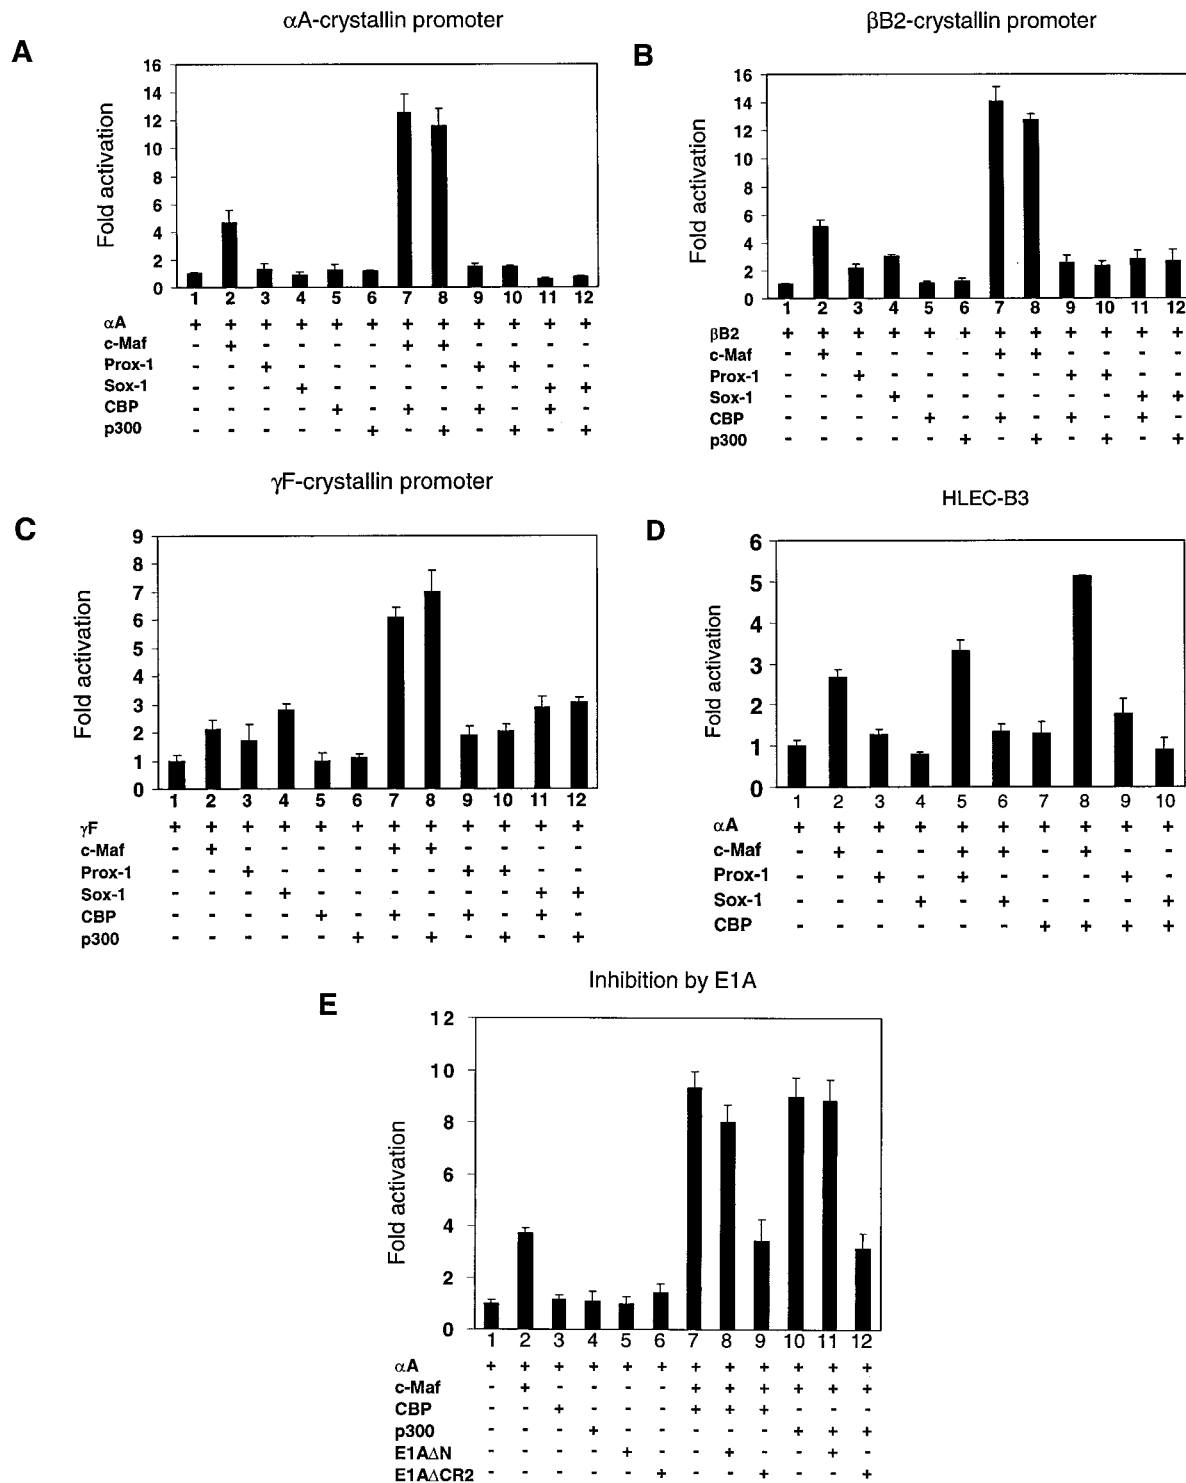 αA-crystallin promoter
A
Fold activation
16
14
12
10
8
6
4
2
0
1 2 3 4 5 6 7 8 9 10 11 12
αA + + + + + + + + + + + +
c-Maf - + - - - - + + - - - -
Prox-1 - - + - - - - - + + - -
Sox-1 - - - + - - - - - - + +
CBP - - - - + - + - + - + -
p300 - - - - - + - + - + - +
βB2-crystallin promoter
B
Fold activation
16
14
12
10
8
6
4
2
0
1 2 3 4 5 6 7 8 9 10 11 12
βB2 + + + + + + + + + + + +
c-Maf - + - - - - + + - - - -
Prox-1 - - + - - - - - + + - -
Sox-1 - - - + - - - - - - + +
CBP - - - - + - + - + - + -
p300 - - - - - + - + - + - +
γF-crystallin promoter
C
Fold activation
9
8
7
6
5
4
3
2
1
0
1 2 3 4 5 6 7 8 9 10 11 12
γF + + + + + + + + + + + +
c-Maf - + - - - - + + - - - -
Prox-1 - - + - - - - - + + - -
Sox-1 - - - + - - - - - - + +
CBP - - - - + - + - + - + -
p300 - - - - - + - + - + - +
HLEC-B3
D
Fold activation
6
5
4
3
2
1
0
1 2 3 4 5 6 7 8 9 10
αA + + + + + + + + + +
c-Maf - + - - + + - + - -
Prox-1 - - + - + - - - + -
Sox-1 - - - + - + - - - +
CBP - - - - - - + + + +
Inhibition by E1A
E
Fold activation
12
10
8
6
4
2
0
1 2 3 4 5 6 7 8 9 10 11 12
αA + + + + + + + + + + + +
c-Maf - + - - - - + + + + + +
CBP - - + - - - + + + - - -
p300 - - - + - - - - - + + +
E1AΔN - - - - + - - + - - + -
E1AΔCR2 - - - - - + - - + - - +